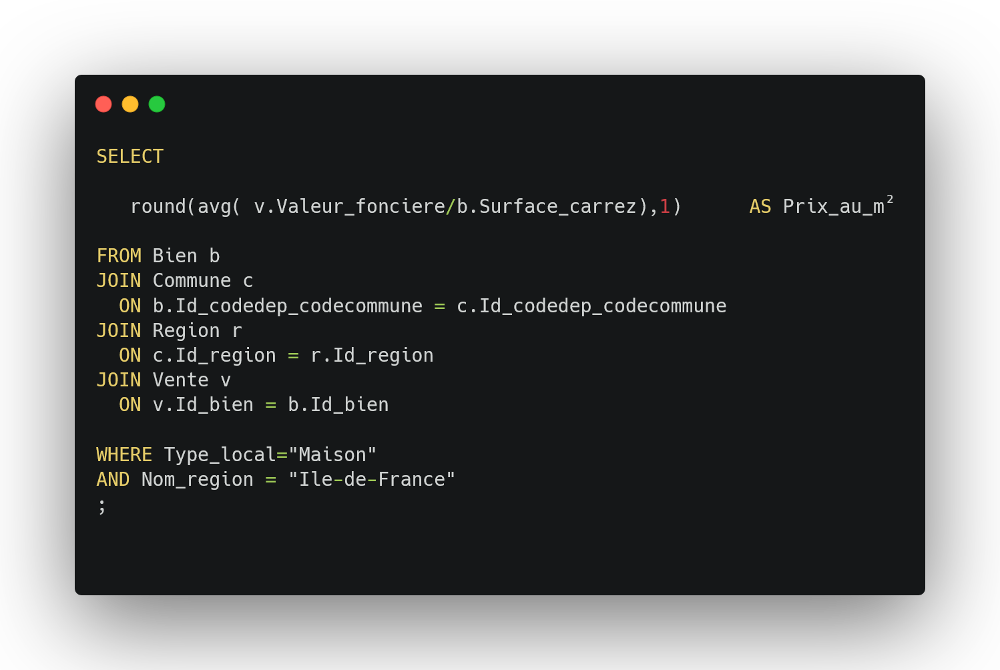 SELECT
round(avg( v.Valeur_fonciere/b.Surface_carrez),1)      AS Prix_au_m²
FROM Bien b
JOIN Commune c
ON b.Id_codedep_codecommune = c.Id_codedep_codecommune
JOIN Region r
ON c.Id_region = r.Id_region
JOIN Vente v
ON v.Id_bien = b.Id_bien
WHERE Type_local="Maison"
AND Nom_region = "Ile-de-France"
;